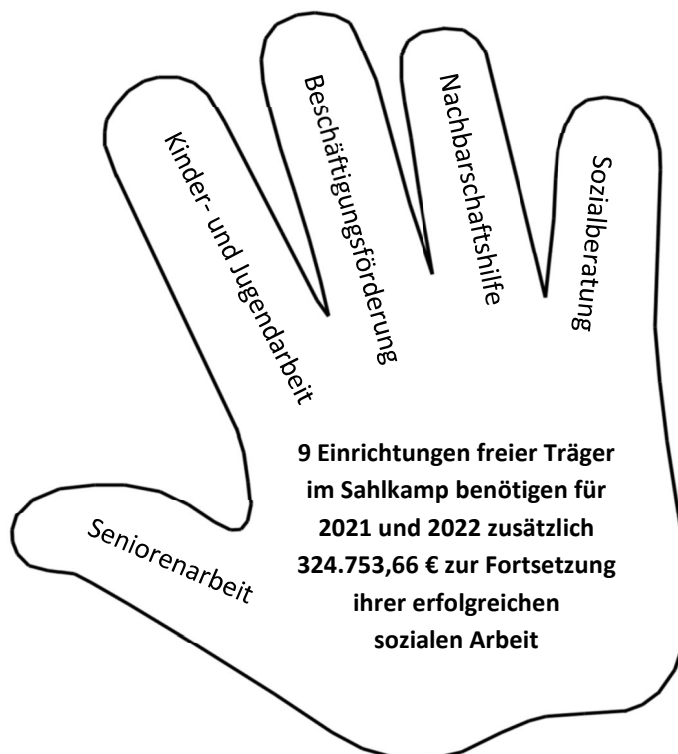 Kinder- und Jugendarbeit
Beschäftigungsförderung
Nachbarschaftshilfe
Sozialberatung
Seniorenarbeit
9 Einrichtungen freier Träger
im Sahlkamp benötigen für
2021 und 2022 zusätzlich
324.753,66 € zur Fortsetzung
ihrer erfolgreichen
sozialen Arbeit